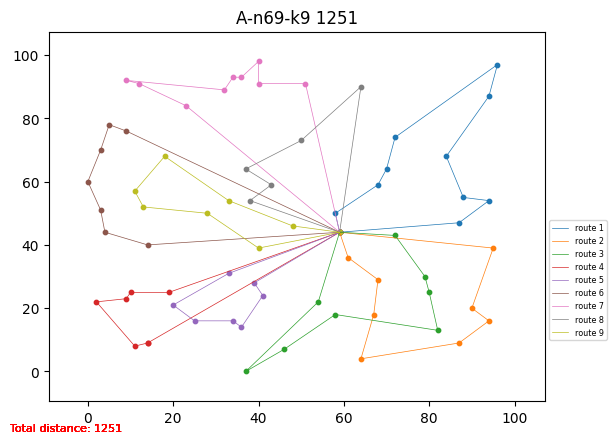 A-n69-k9 1251
100
80
60
40
20
0
0 20 40 60 80 100
route 1
route 2
route 3
route 4
route 5
route 6
route 7
route 8
route 9
Total distance: 1251